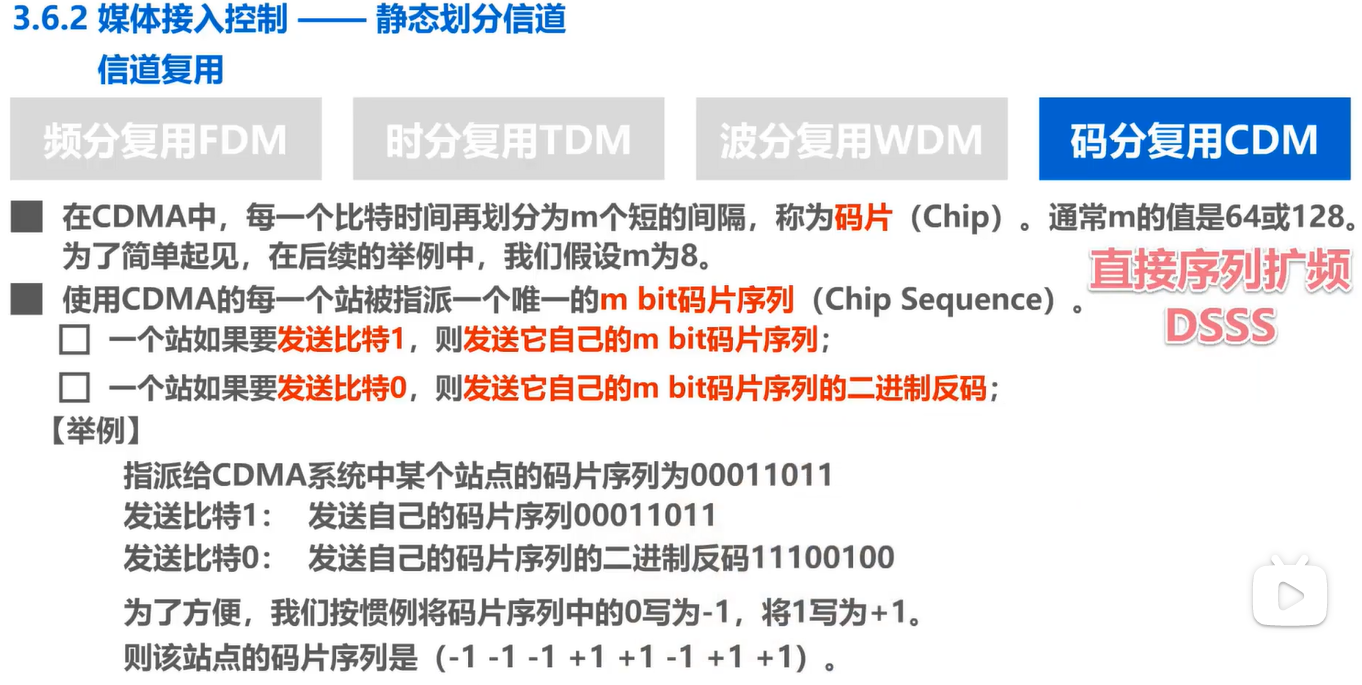 3.6.2 媒体接入控制 —— 静态划分信道
信道复用
频分复用FDM
时分复用TDM
波分复用WDM
码分复用CDM
在CDMA中，每一个比特时间再划分为m个短的间隔，称为码片（Chip）。通常m的值是64或128。
为了简单起见，在后续的举例中，我们假设m为8。
直接序列扩频
DSSS
使用CDMA的每一个站被指派一个唯一的m bit码片序列（Chip Sequence）。
一个站如果要发送比特1，则发送它自己的m bit码片序列；
一个站如果要发送比特0，则发送它自己的m bit码片序列的二进制反码；
【举例】
指派给CDMA系统中某个站点的码片序列为00011011
发送比特1： 发送自己的码片序列00011011
发送比特0： 发送自己的码片序列的二进制反码11100100
为了方便，我们按惯例将码片序列中的0写为-1，将1写为+1。
则该站点的码片序列是（-1 -1 -1 +1 +1 -1 +1 +1）。